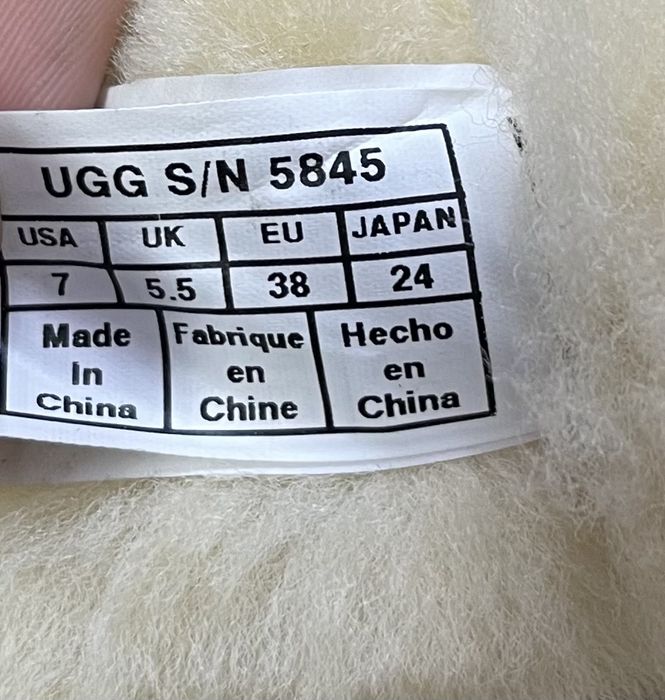 UGG S/N 5845
USA UK EU JAPAN
7 5.5 38 24
Made Fabrique Hecho
In en en
China Chine China